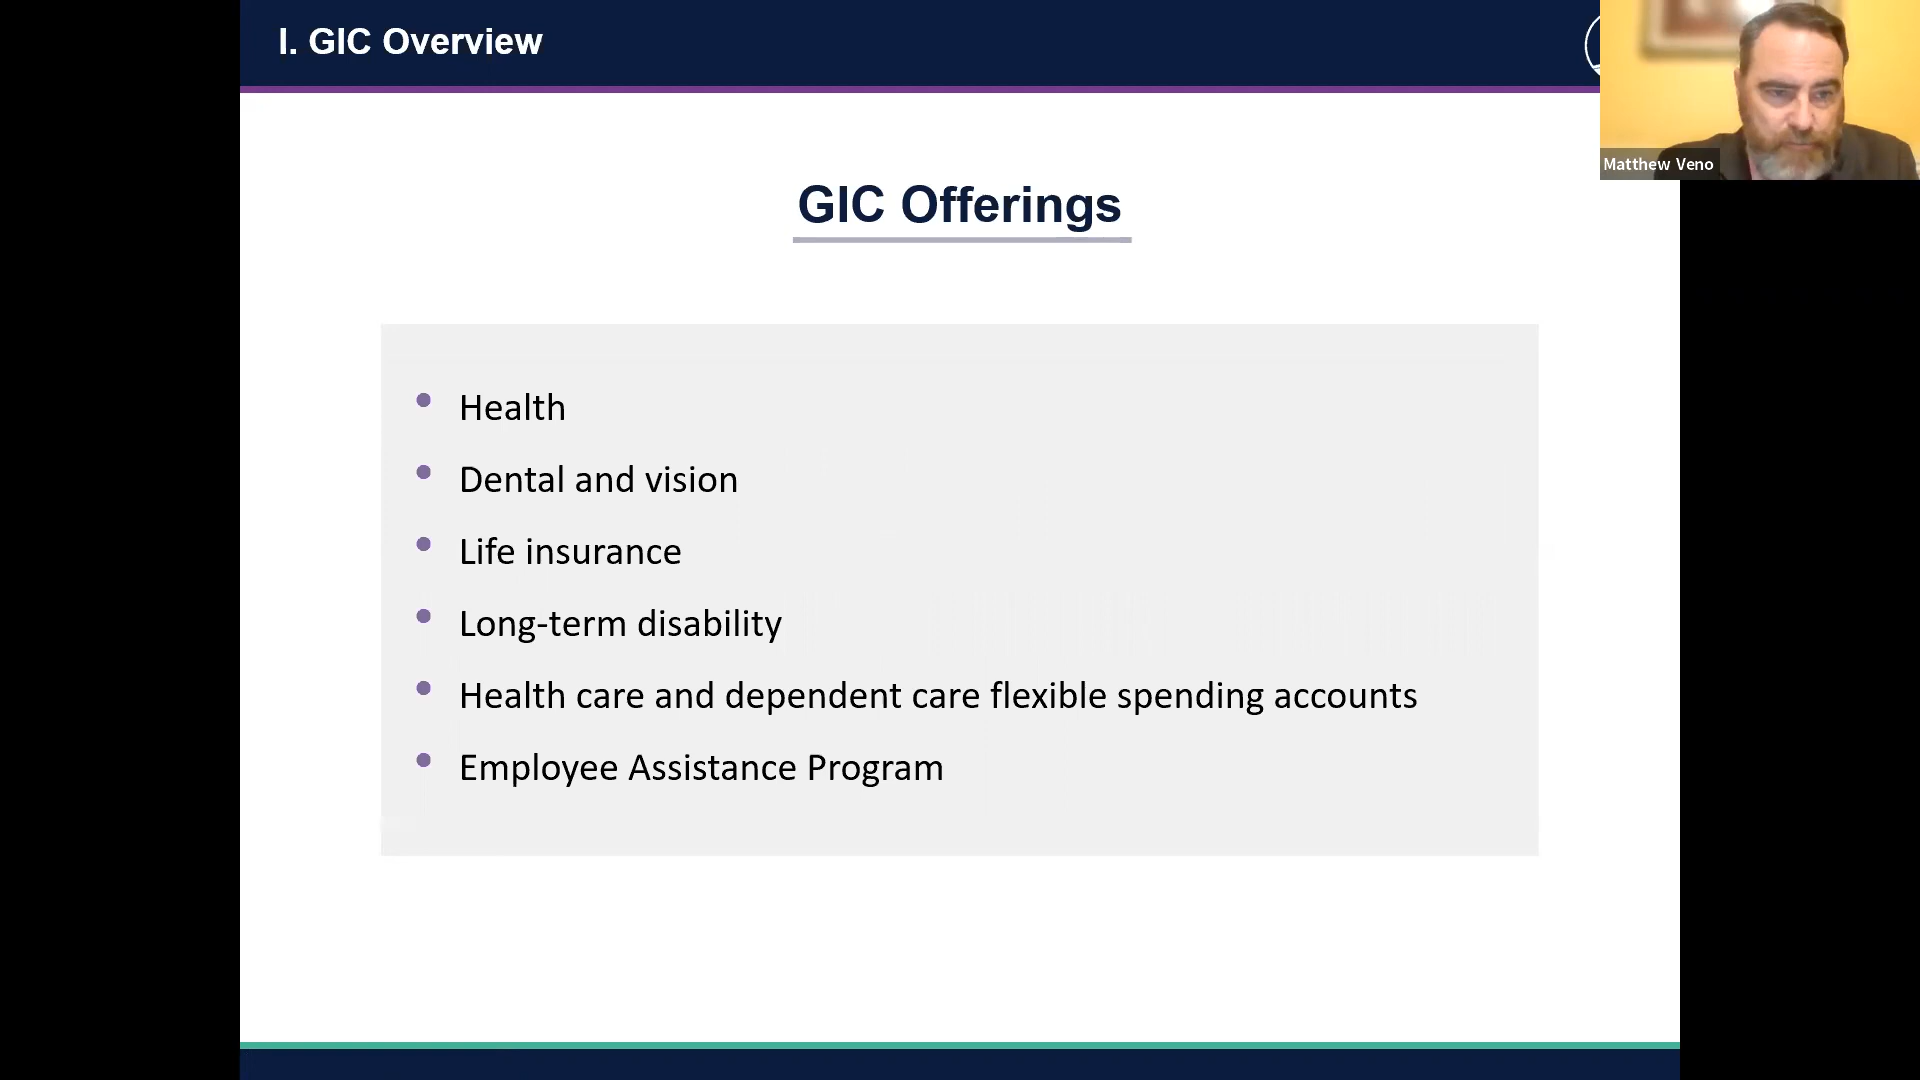 I. GIC Overview
Matthew Veno
GIC Offerings
• Health
• Dental and vision
• Life insurance
• Long-term disability
• Health care and dependent care flexible spending accounts
• Employee Assistance Program